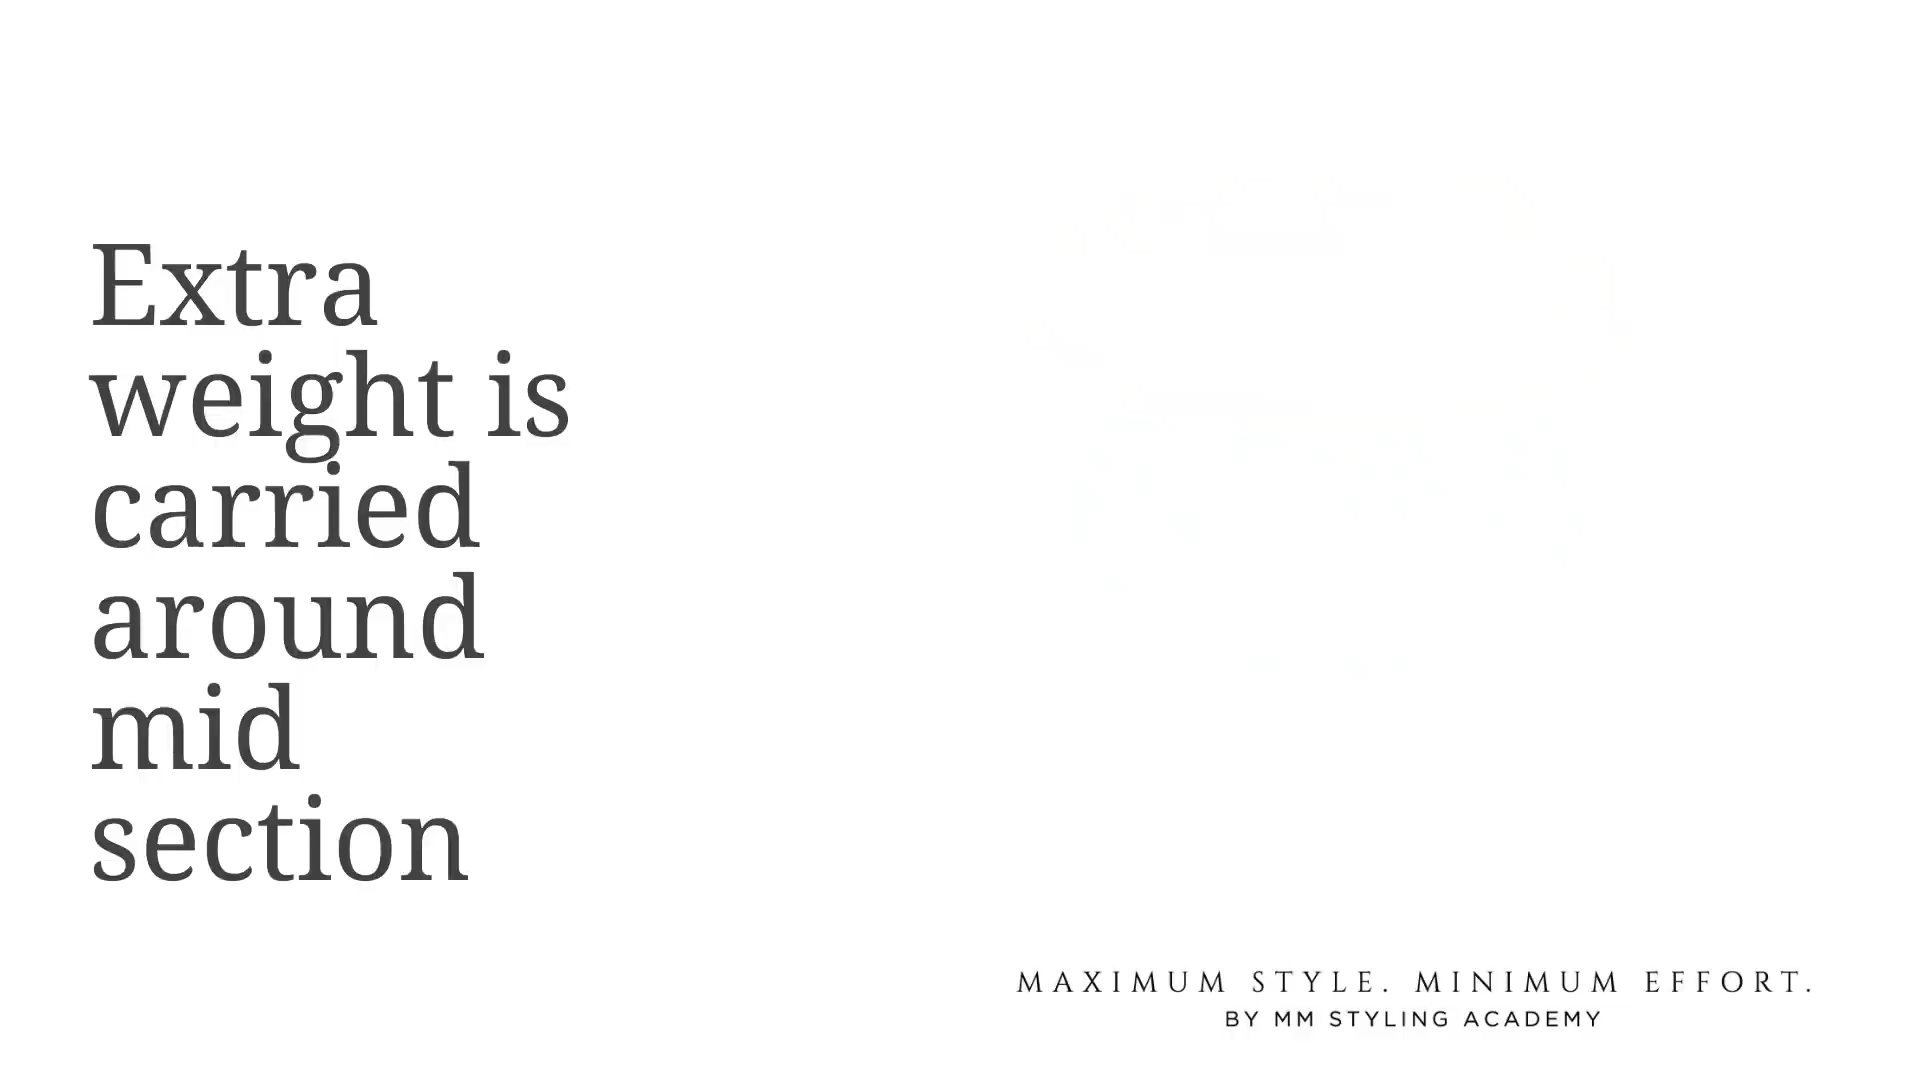 Extra
weight is
carried
around
mid
section
MAXIMUM STYLE. MINIMUM EFFORT.
BY MM STYLING ACADEMY